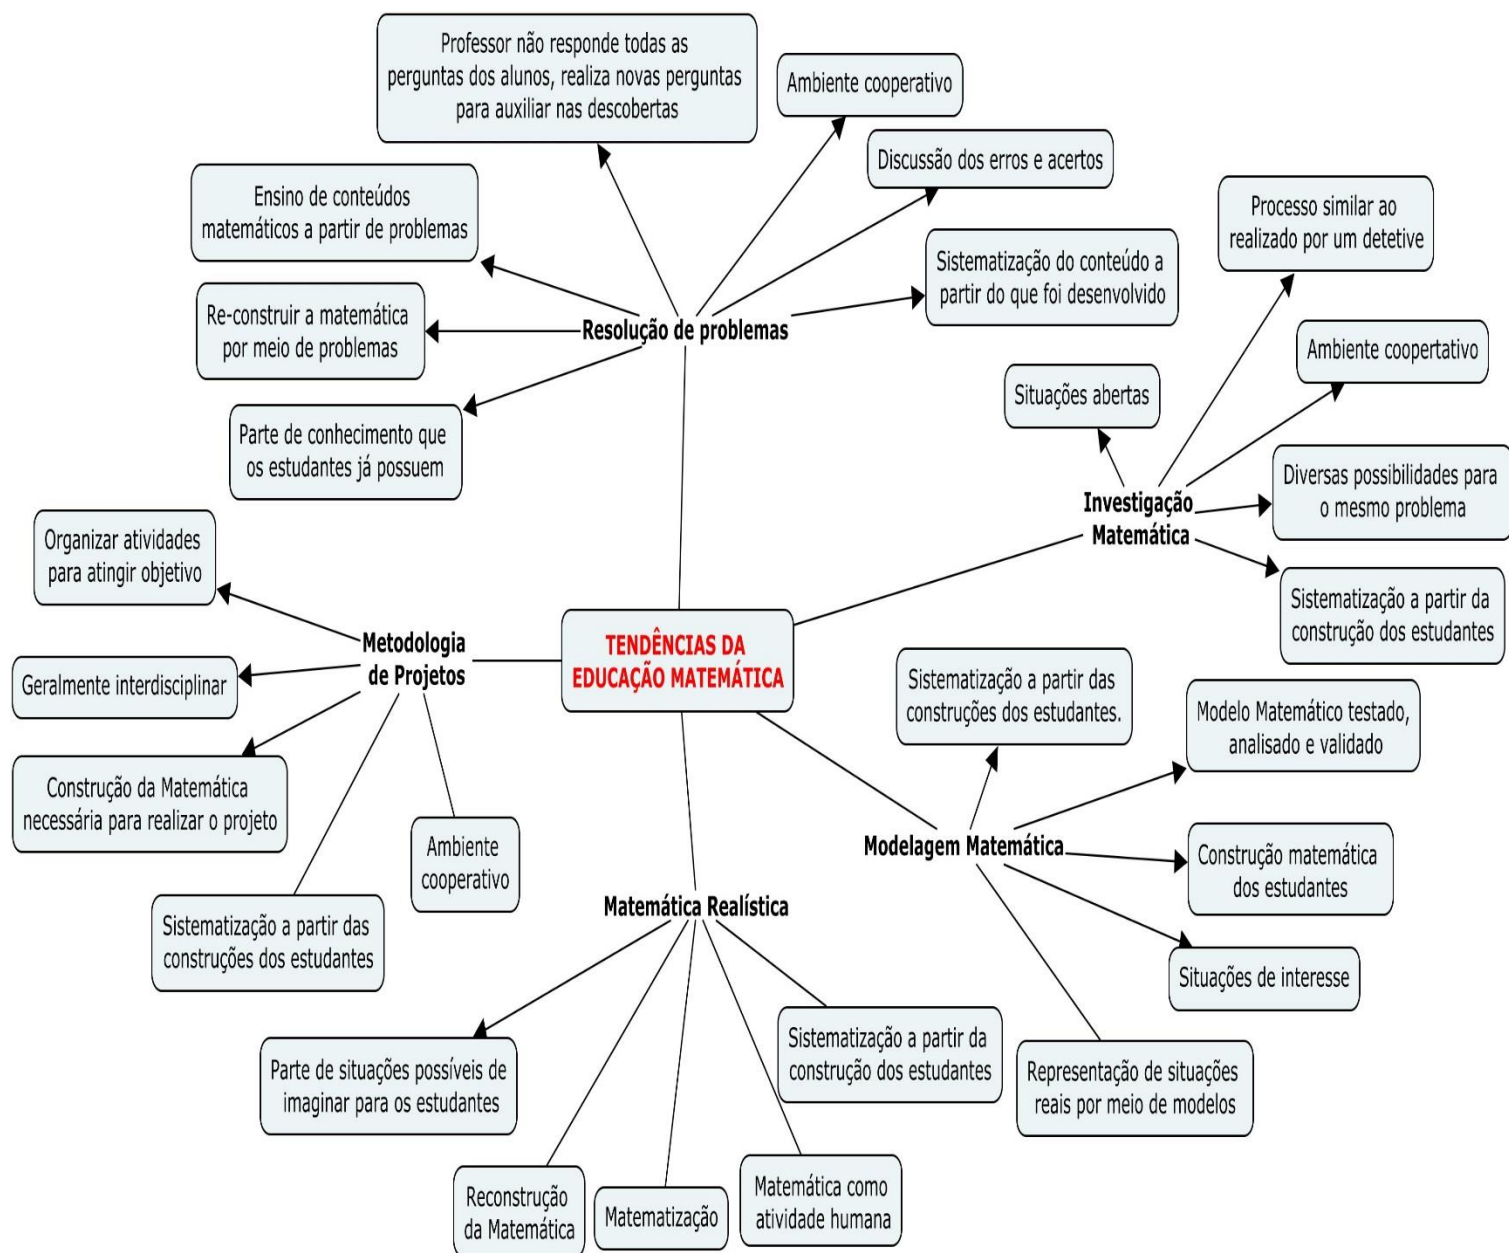 Professor não responde todas as
perguntas dos alunos, realiza novas perguntas
para auxiliar nas descobertas
Ambiente cooperativo
Discussão dos erros e acertos
Ensino de conteúdos
matemáticos a partir de problemas
Sistematização do conteúdo a
partir do que foi desenvolvido
Re-construir a matemática
por meio de problemas
Resolução de problemas
Parte de conhecimento que
os estudantes já possuem
Processo similar ao
realizado por um detetive
Ambiente coopertativo
Situações abertas
Diversas possibilidades para
o mesmo problema
Investigação
Matemática
Sistematização a partir da
construção dos estudantes
Organizar atividades
para atingir objetivo
Metodologia
de Projetos
Geralmente interdisciplinar
Construção da Matemática
necessária para realizar o projeto
Ambiente
cooperativo
Sistematização a partir das
construções dos estudantes
TENDÊNCIAS DA
EDUCAÇÃO MATEMÁTICA
Sistematização a partir das
construções dos estudantes.
Modelo Matemático testado,
analisado e validado
Modelagem Matemática
Construção matemática
dos estudantes
Situações de interesse
Representação de situações
reais por meio de modelos
Matemática Realística
Sistematização a partir da
construção dos estudantes
Parte de situações possíveis de
imaginar para os estudantes
Reconstrução
da Matemática
Matematização
Matemática como
atividade humana